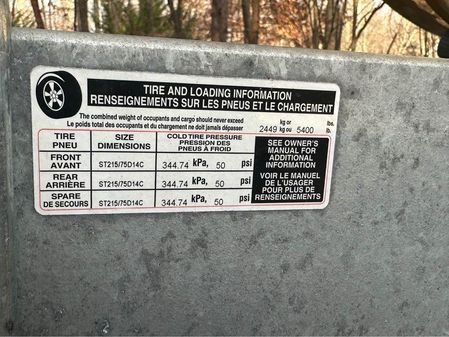 TIRE AND LOADING INFORMATION
RENSEIGNEMENTS SUR LES PNEUS ET LE CHARGEMENT
The combined weight of occupants and cargo should never exceed
Le poids total des occupants et du chargement ne doit jamais dépasser
2449 kg or kg ou 5400 lbs. lb.
TIRE PNEU SIZE DIMENSIONS COLD TIRE PRESSURE PRESSION DES PNEUS À FROID
FRONT AVANT ST215/75D14C 344.74 kPa, 50 psi
REAR ARRIÈRE ST215/75D14C 344.74 kPa, 50 psi
SPARE DE SECOURS ST215/75D14C 344.74 kPa, 50 psi
SEE OWNER'S
MANUAL FOR
ADDITIONAL
INFORMATION
VOIR LE MANUEL
DE L'USAGER
POUR PLUS DE
RENSEIGNEMENTS